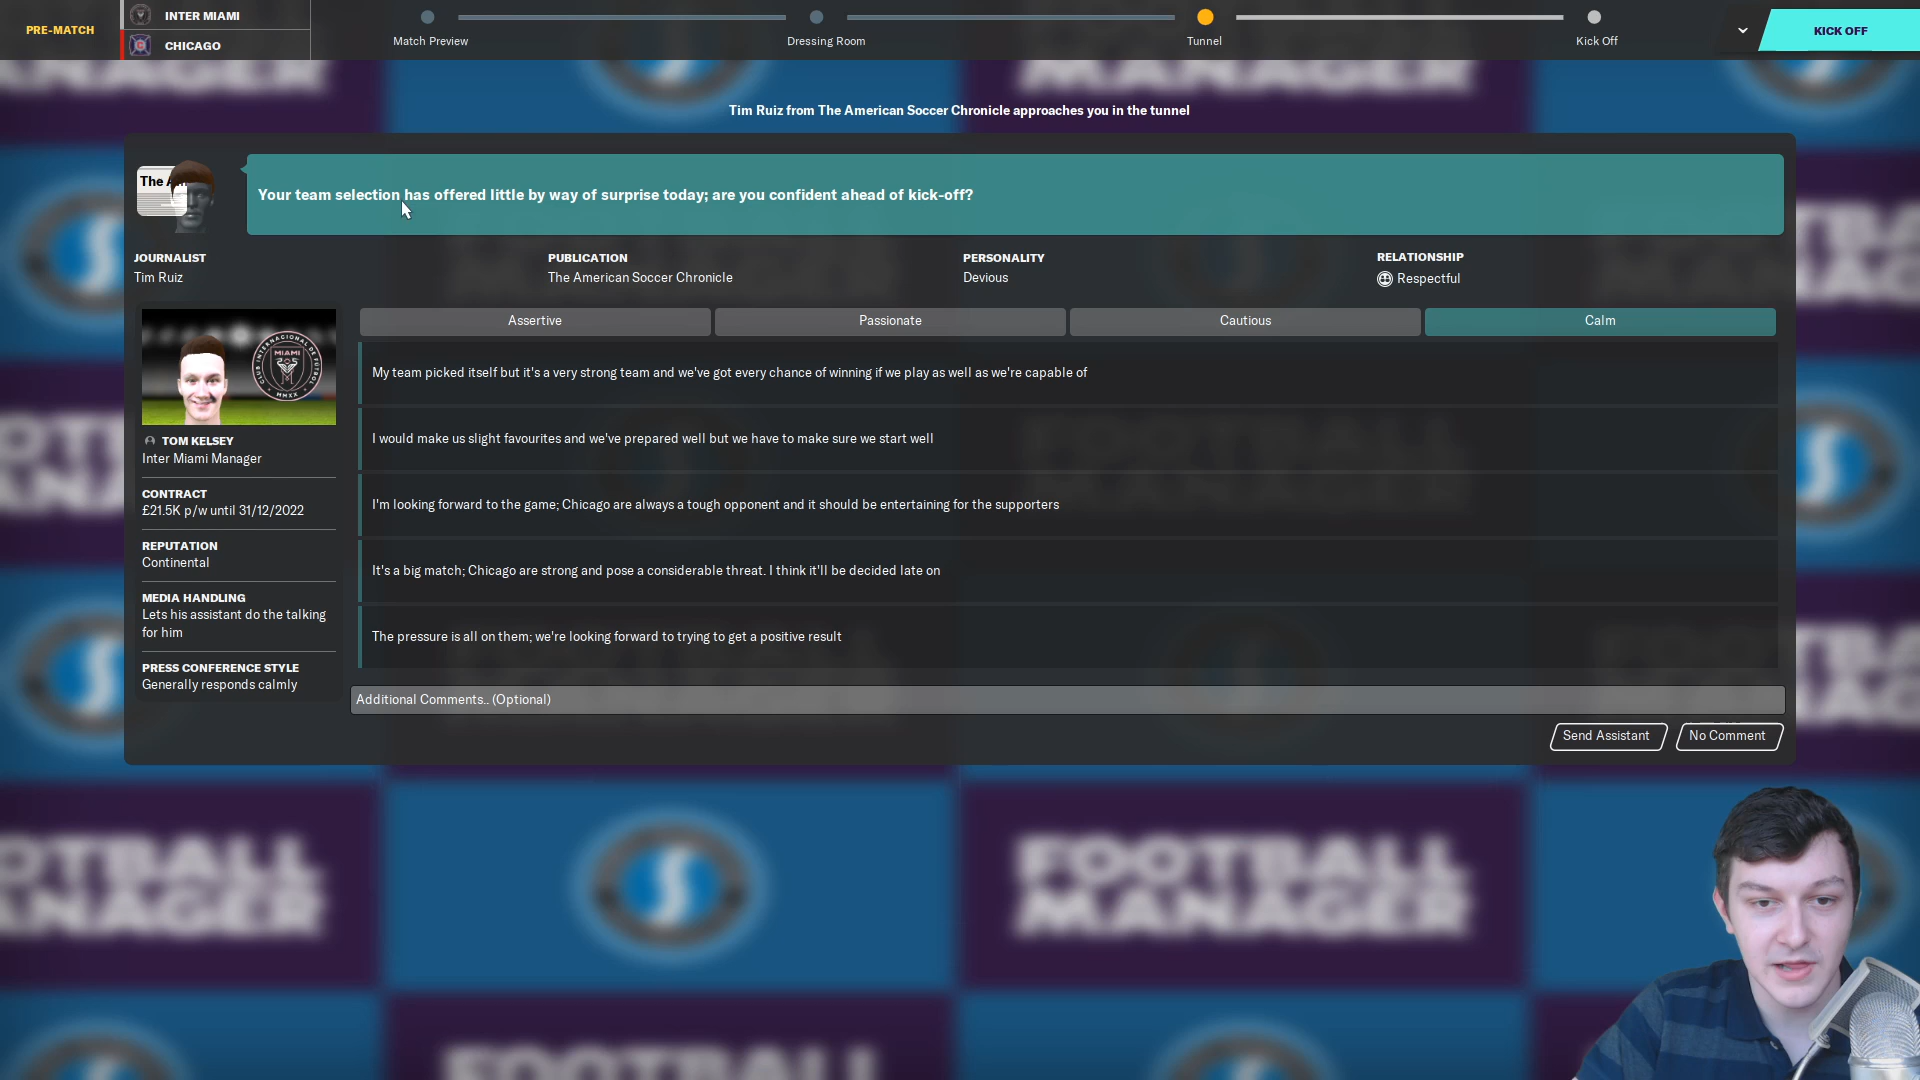 PRE-MATCH
INTER MIAMI
CHICAGO
Match Preview
Dressing Room
Tunnel
Kick Off
KICK OFF
Tim Ruiz from The American Soccer Chronicle approaches you in the tunnel
The
Your team selection has offered little by way of surprise today; are you confident ahead of kick-off?
JOURNALIST
Tim Ruiz
PUBLICATION
The American Soccer Chronicle
PERSONALITY
Devious
RELATIONSHIP
Respectful
Assertive
Passionate
Cautious
Calm
CLUB INTERNACIONAL DE FÚTBOL
MIAMI
MMXX
TOM KELSEY
Inter Miami Manager
CONTRACT
£21.5K p/w until 31/12/2022
REPUTATION
Continental
MEDIA HANDLING
Lets his assistant do the talking
for him
PRESS CONFERENCE STYLE
Generally responds calmly
My team picked itself but it's a very strong team and we've got every chance of winning if we play as well as we're capable of
I would make us slight favourites and we've prepared well but we have to make sure we start well
I'm looking forward to the game; Chicago are always a tough opponent and it should be entertaining for the supporters
It's a big match; Chicago are strong and pose a considerable threat. I think it'll be decided late on
The pressure is all on them; we're looking forward to trying to get a positive result
Additional Comments.. (Optional)
Send Assistant
No Comment
FOOTBALL
MANAGER